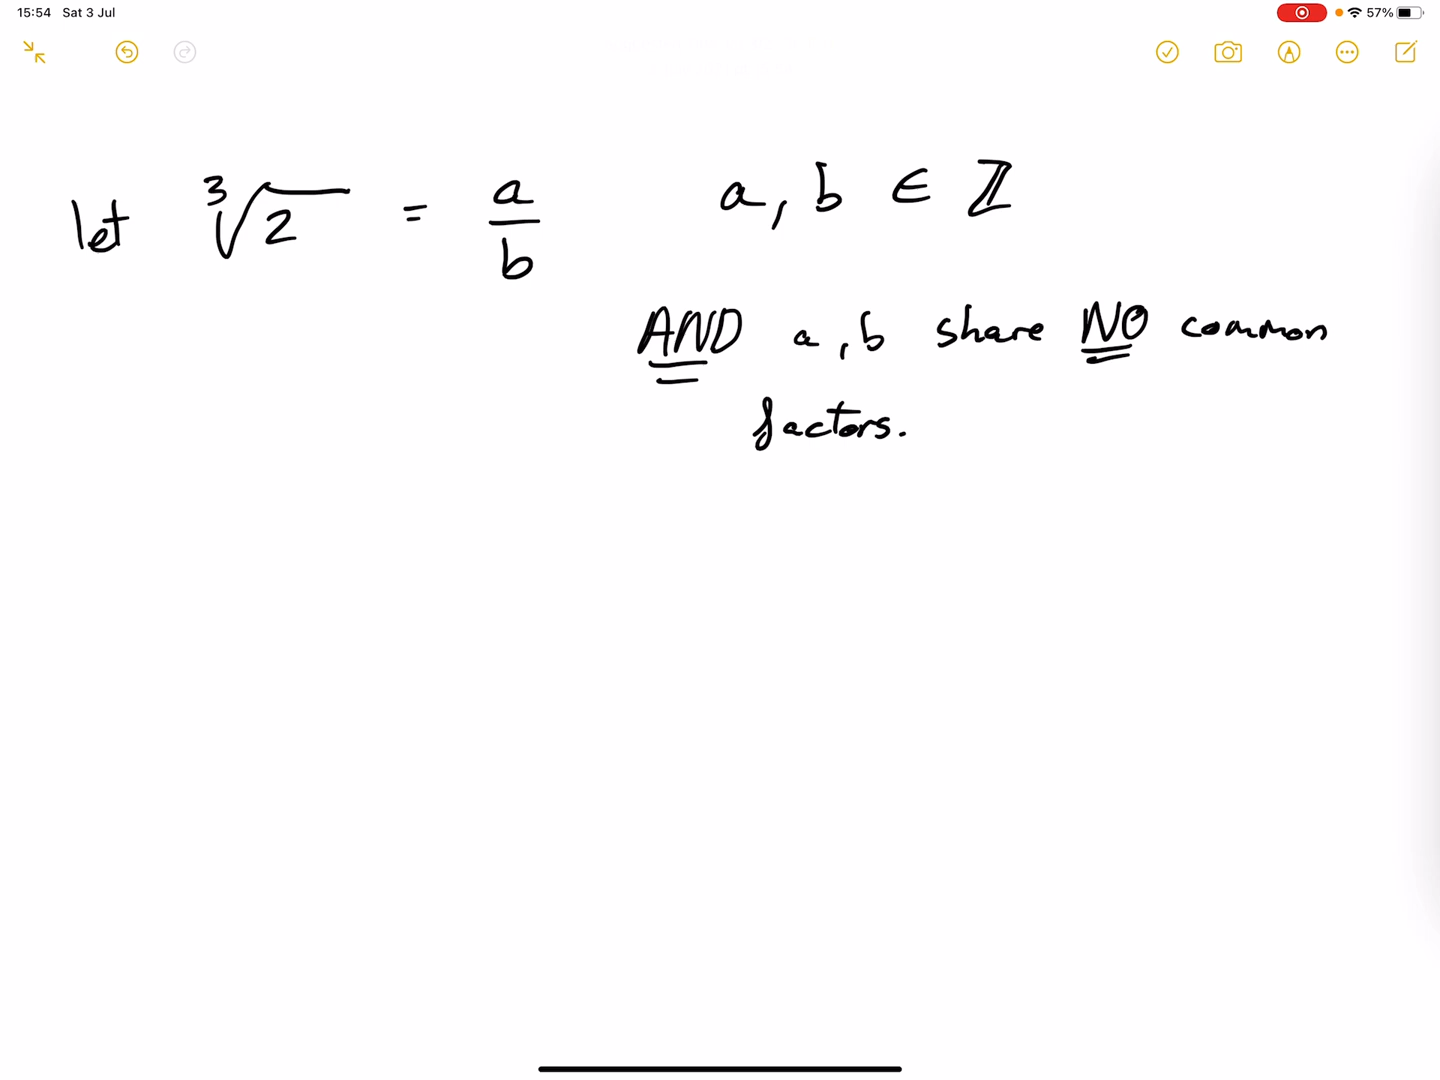 15:54 Sat 3 Jul 57%
let ∛2 = a/b a, b ∈ ℤ
AND a, b share NO common
factors.